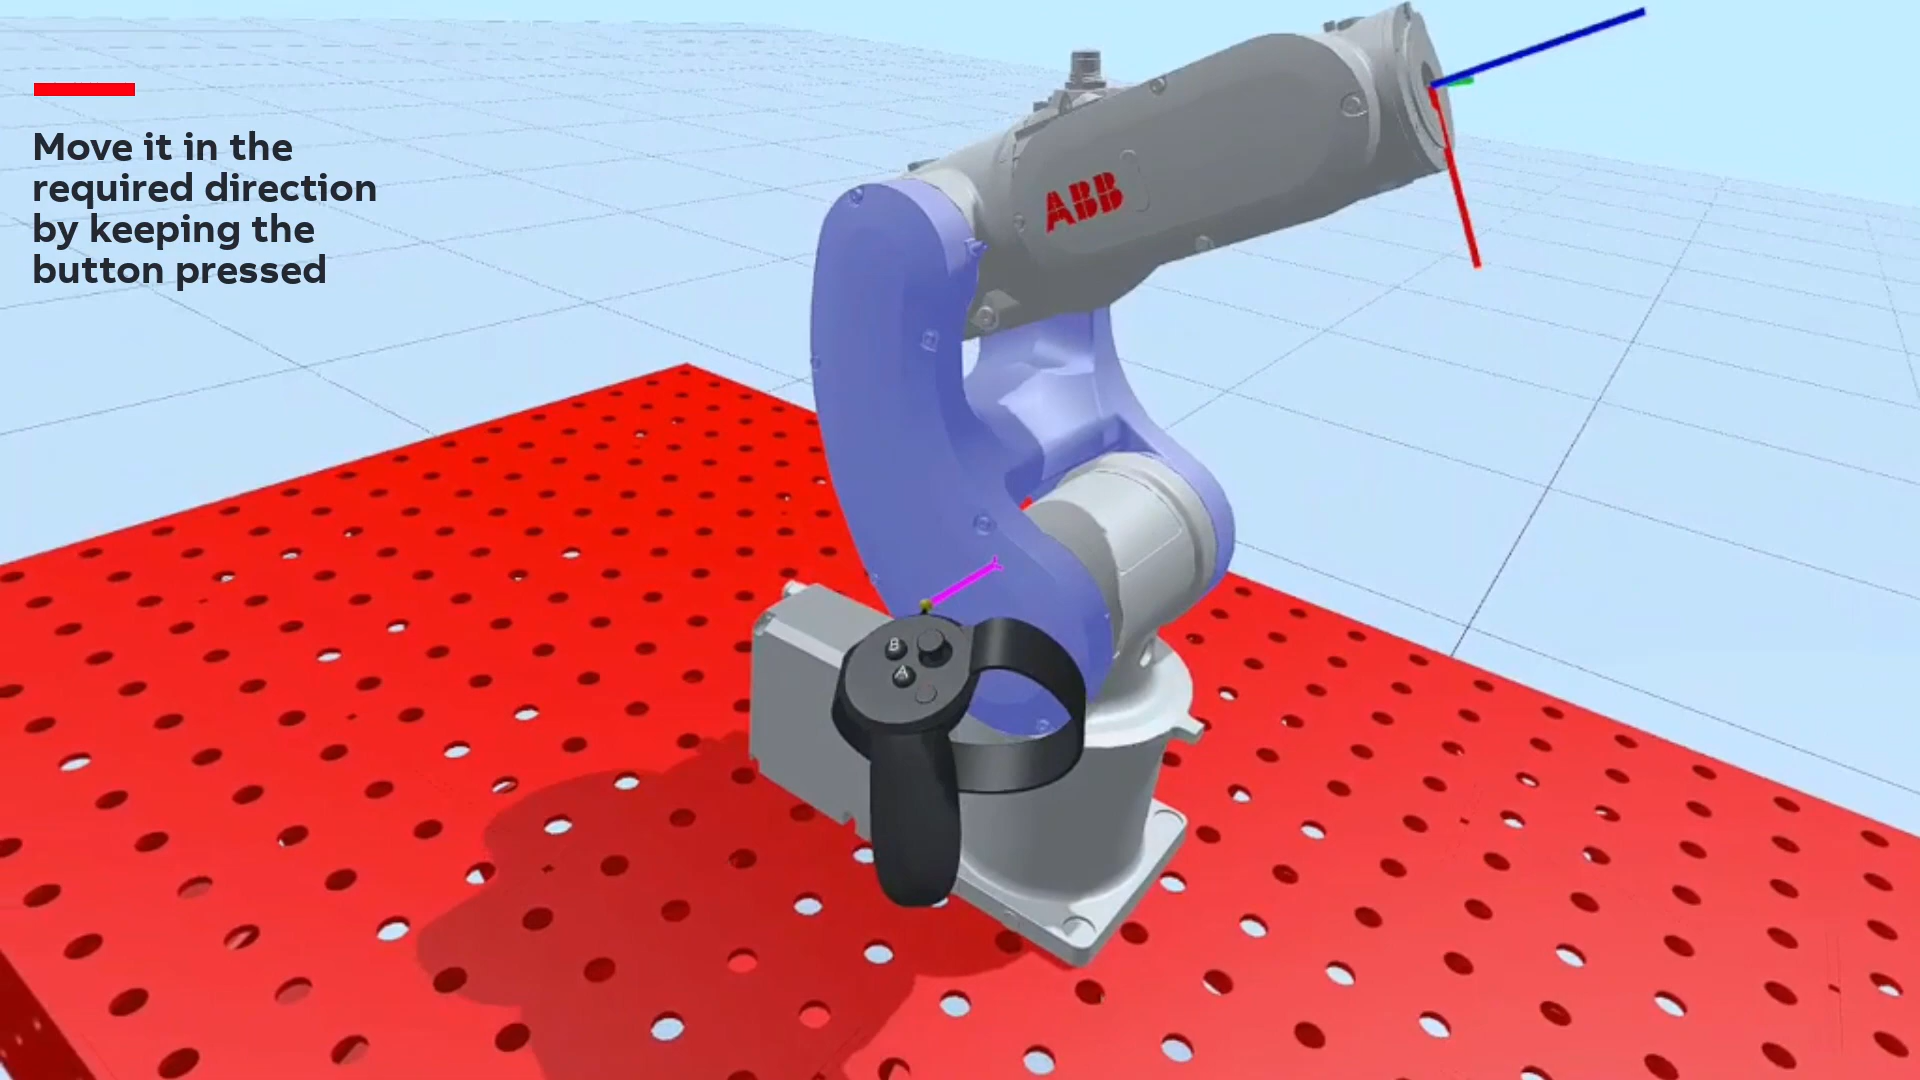 Move it in the
required direction
by keeping the
button pressed
ABB
B
A